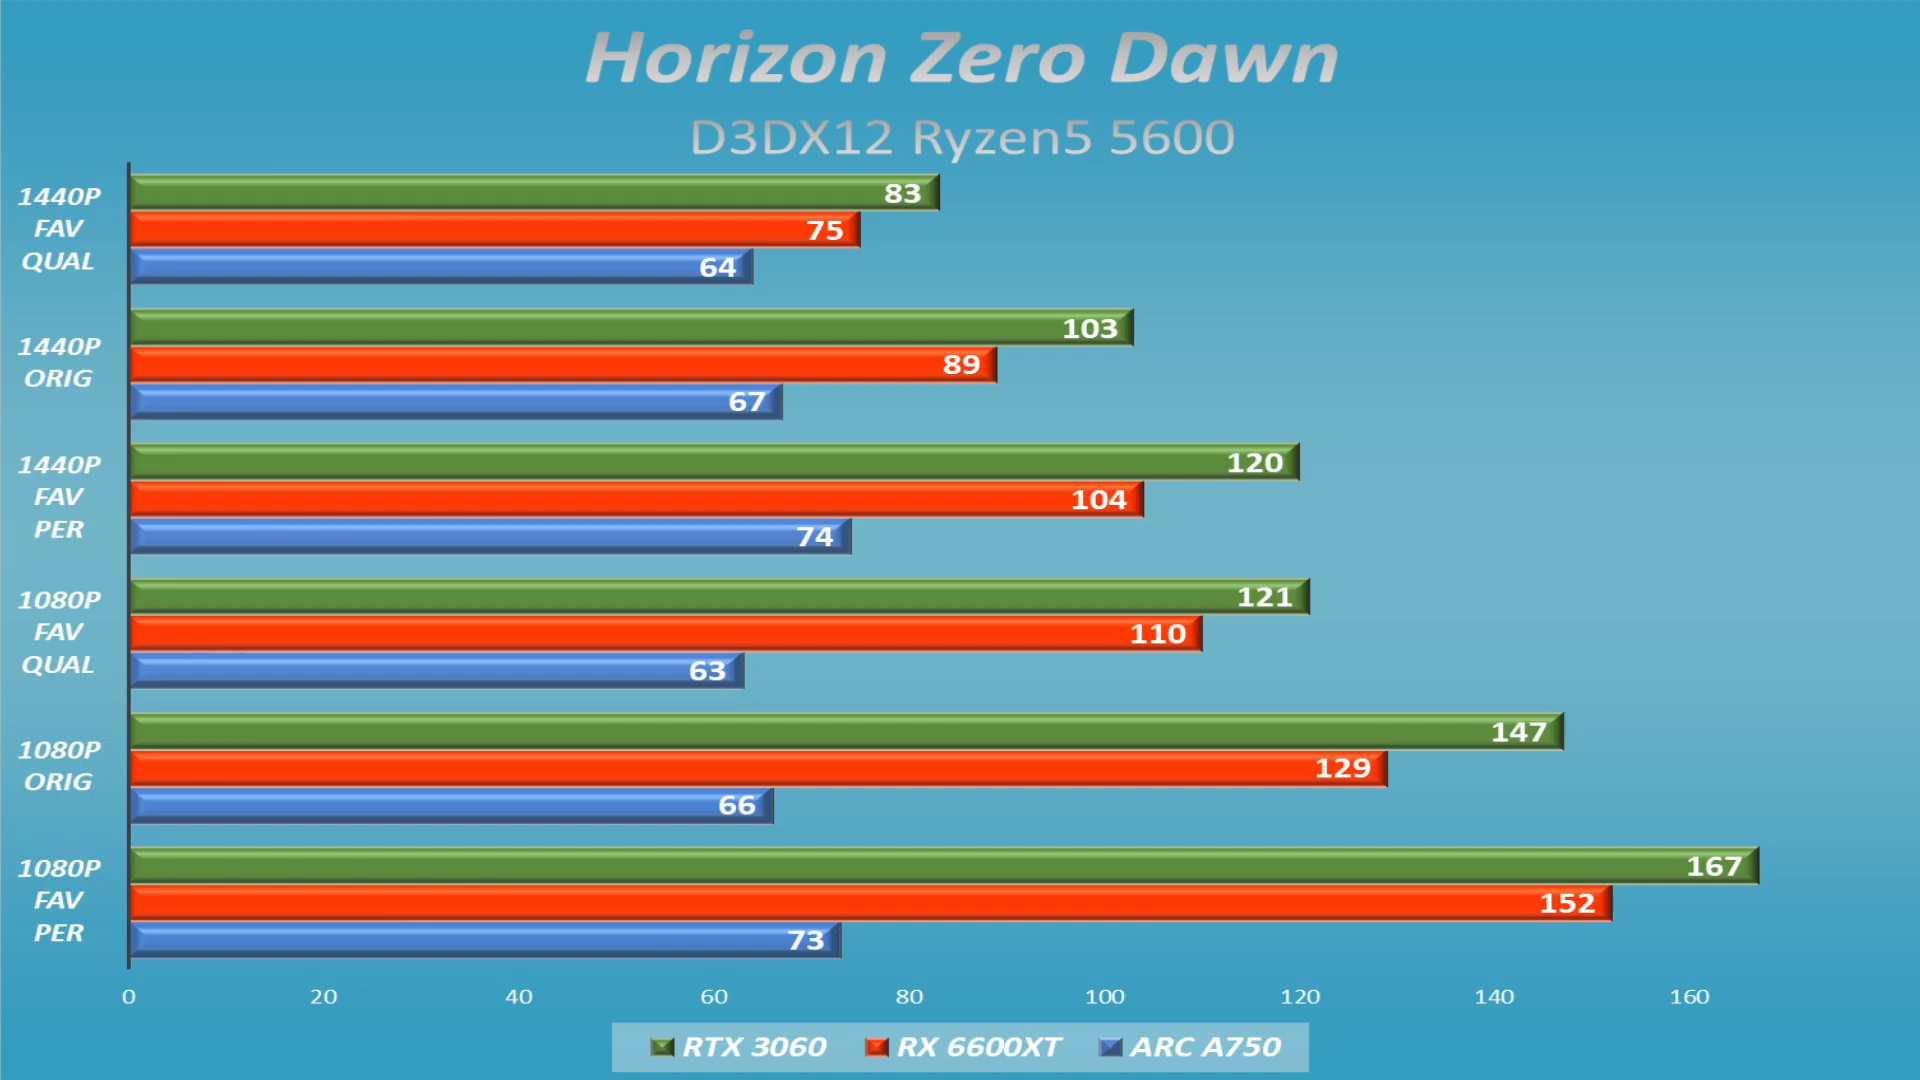 Horizon Zero Dawn
D3DX12 Ryzen5 5600
1440P
FAV
QUAL
83
75
64
1440P
ORIG
103
89
67
1440P
FAV
PER
120
104
74
1080P
FAV
QUAL
121
110
63
1080P
ORIG
147
129
66
1080P
FAV
PER
167
152
73
0 20 40 60 80 100 120 140 160
RTX 3060 RX 6600XT ARC A750